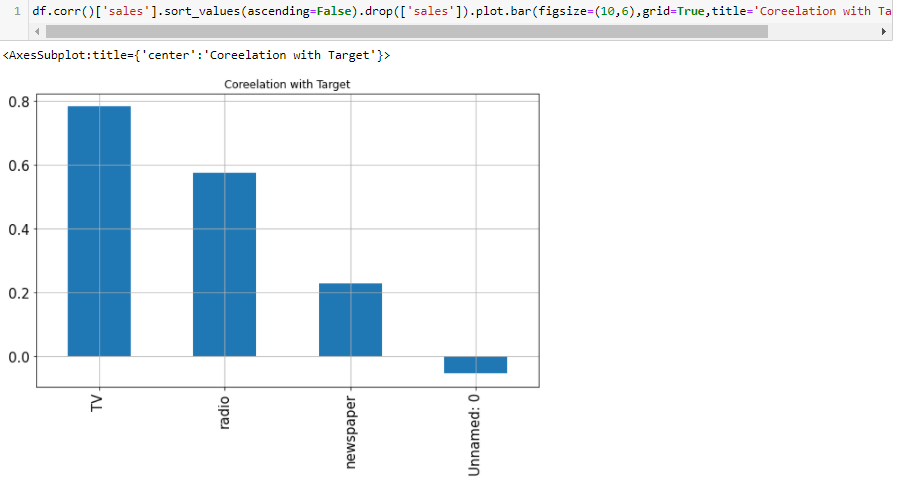 1 df.corr()['sales'].sort_values(ascending=False).drop(['sales']).plot.bar(figsize=(10,6),grid=True,title='Coreelation with Ta
<AxesSubplot:title={'center':'Coreelation with Target'}>
Coreelation with Target
0.8
0.6
0.4
0.2
0.0
TV
radio
newspaper
Unnamed: 0